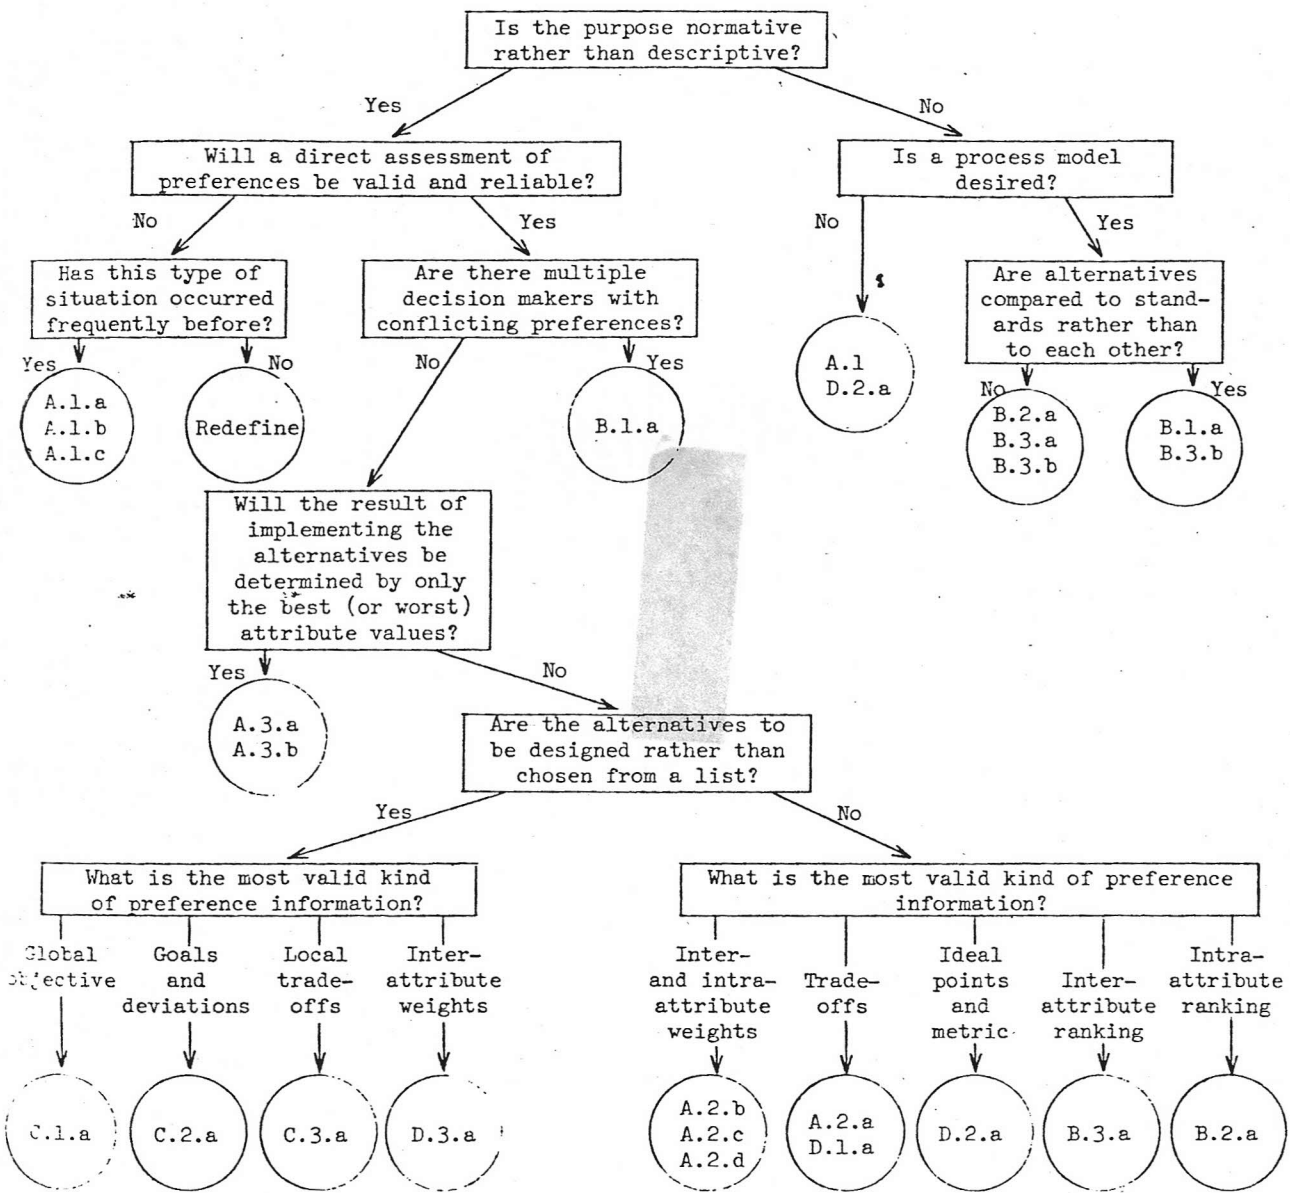 Is the purpose normative
rather than descriptive?
Yes
No
Will a direct assessment of
preferences be valid and reliable?
Is a process model
desired?
No
Yes
No
Yes
Has this type of
situation occurred
frequently before?
Are there multiple
decision makers with
conflicting preferences?
Are alternatives
compared to stand-
ards rather than
to each other?
Yes
No
No
Yes
No
Yes
A.1.a
A.1.b
A.1.c
Redefine
B.1.a
A.1
D.2.a
B.2.a
B.3.a
B.3.b
B.1.a
B.3.b
Will the result of
implementing the
alternatives be
determined by only
the best (or worst)
attribute values?
Yes
No
A.3.a
A.3.b
Are the alternatives to
be designed rather than
chosen from a list?
Yes
No
What is the most valid kind
of preference information?
What is the most valid kind of preference
information?
Global
objective
Goals
and
deviations
Local
trade-
offs
Inter-
attribute
weights
Inter-
and intra-
attribute
weights
Trade-
offs
Ideal
points
and
metric
Inter-
attribute
ranking
Intra-
attribute
ranking
C.1.a
C.2.a
C.3.a
D.3.a
A.2.b
A.2.c
A.2.d
A.2.a
D.1.a
D.2.a
B.3.a
B.2.a